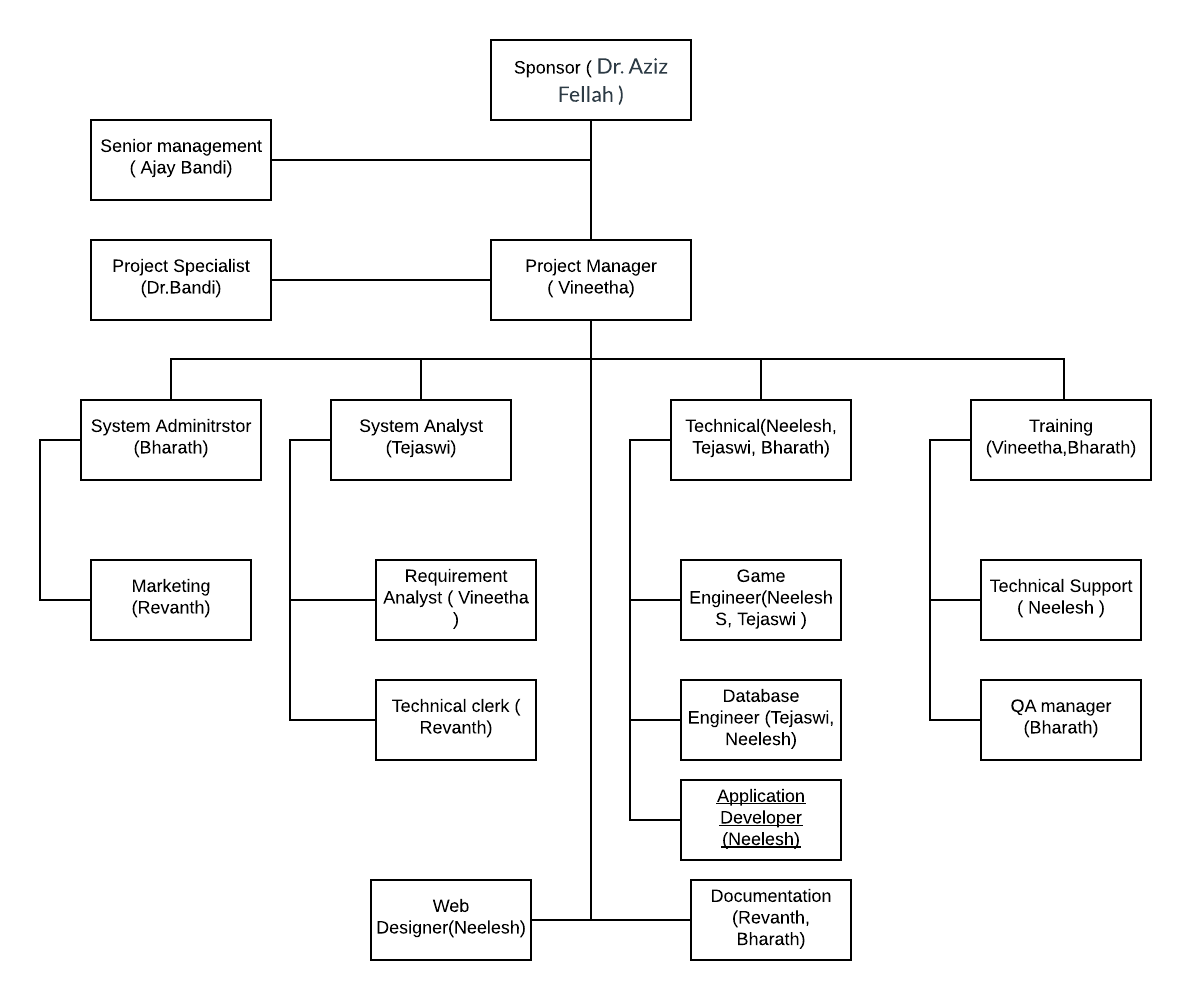 Sponsor ( Dr. Aziz
Fellah )
Senior management
( Ajay Bandi)
Project Specialist
(Dr.Bandi)
Project Manager
( Vineetha)
System Adminitrstor
(Bharath)
System Analyst
(Tejaswi)
Technical(Neelesh,
Tejaswi, Bharath)
Training
(Vineetha,Bharath)
Marketing
(Revanth)
Requirement
Analyst ( Vineetha
)
Game
Engineer(Neelesh
S, Tejaswi )
Technical Support
( Neelesh )
Technical clerk (
Revanth)
Database
Engineer (Tejaswi,
Neelesh)
QA manager
(Bharath)
Application
Developer
(Neelesh)
Web
Designer(Neelesh)
Documentation
(Revanth,
Bharath)